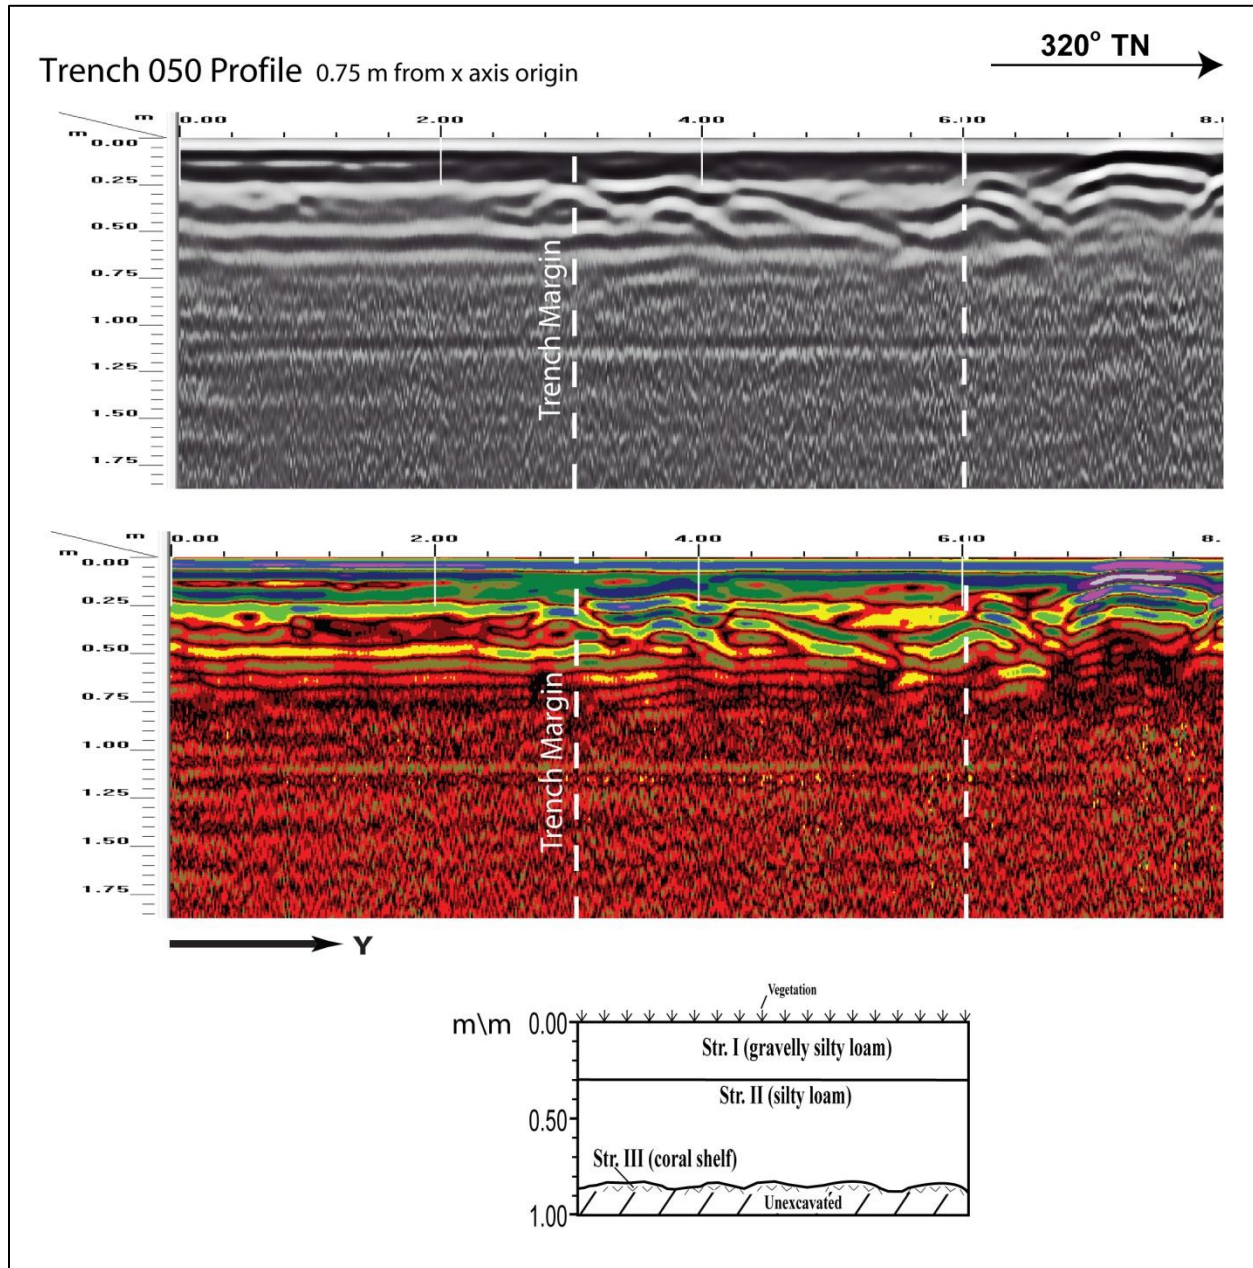 320° TN
Trench 050 Profile 0.75 m from x axis origin
m 0.00 2.00 4.00 6.00 8.0
m
0.00
0.25
0.50
0.75
1.00
1.25
1.50
1.75
Trench Margin
m 0.00 2.00 4.00 6.00 8.
m
0.00
0.25
0.50
0.75
1.00
1.25
1.50
1.75
Trench Margin
Y
Vegetation
m\m 0.00
Str. I (gravelly silty loam)
Str. II (silty loam)
0.50
Str. III (coral shelf)
Unexcavated
1.00